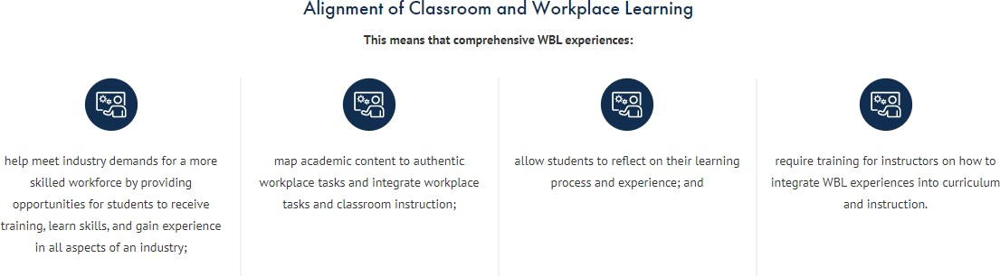 Alignment of Classroom and Workplace Learning
This means that comprehensive WBL experiences:
help meet industry demands for a more
skilled workforce by providing
opportunities for students to receive
training, learn skills, and gain experience
in all aspects of an industry;
map academic content to authentic
workplace tasks and integrate workplace
tasks and classroom instruction;
allow students to reflect on their learning
process and experience; and
require training for instructors on how to
integrate WBL experiences into curriculum
and instruction.